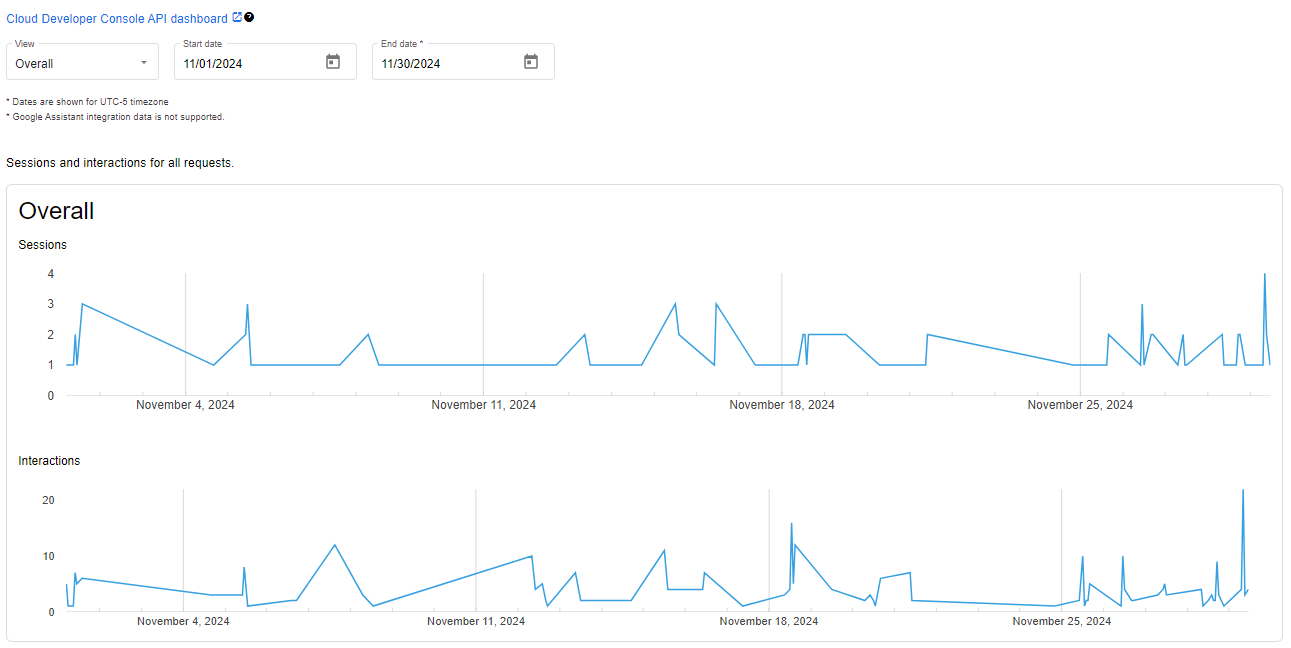 Cloud Developer Console API dashboard
View
Start date
End date *
Overall
11/01/2024
11/30/2024
* Dates are shown for UTC-5 timezone
* Google Assistant integration data is not supported.
Sessions and interactions for all requests.
Overall
Sessions
4
3
2
1
0
November 4, 2024
November 11, 2024
November 18, 2024
November 25, 2024
Interactions
20
10
0
November 4, 2024
November 11, 2024
November 18, 2024
November 25, 2024